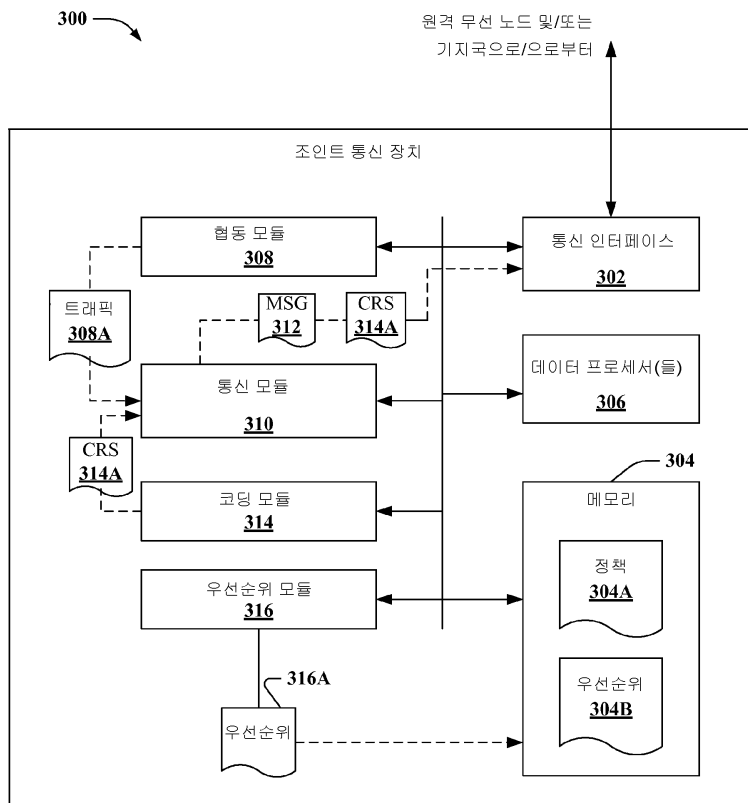 300
원격 무선 노드 및/또는
기지국으로/으로부터
조인트 통신 장치
협동 모듈
308
통신 인터페이스
302
트래픽
308A
MSG
312
CRS
314A
데이터 프로세서(들)
306
통신 모듈
310
CRS
314A
304
코딩 모듈
314
메모리
정책
304A
우선순위 모듈
316
316A
우선순위
우선순위
304B